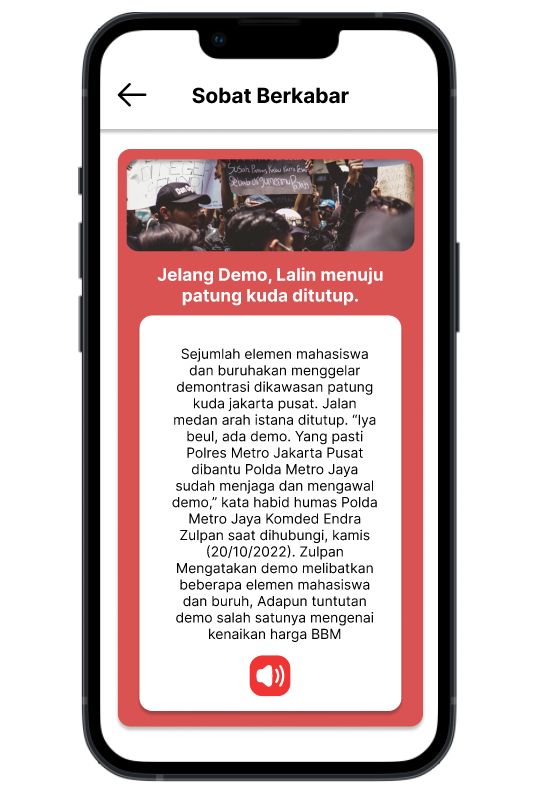 Sobat Berkabar
Jelang Demo, Lalin menuju
patung kuda ditutup.
Sejumlah elemen mahasiswa
dan buruhakan menggelar
demontrasi dikawasan patung
kuda jakarta pusat. Jalan
medan arah istana ditutup. “Iya
beul, ada demo. Yang pasti
Polres Metro Jakarta Pusat
dibantu Polda Metro Jaya
sudah menjaga dan mengawal
demo,” kata habid humas Polda
Metro Jaya Komded Endra
Zulpan saat dihubungi, kamis
(20/10/2022). Zulpan
Mengatakan demo melibatkan
beberapa elemen mahasiswa
dan buruh, Adapun tuntutan
demo salah satunya mengenai
kenaikan harga BBM